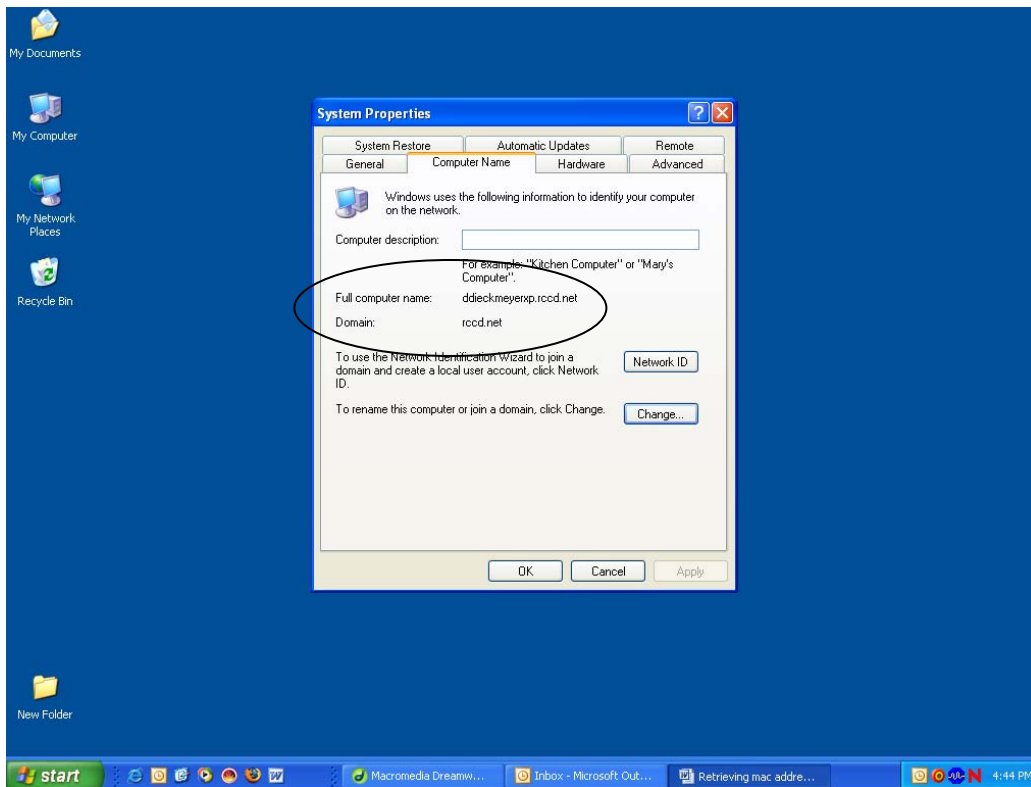 My Documents
My Computer
My Network
Places
Recycle Bin
New Folder
System Properties
System Restore
Automatic Updates
Remote
General
Computer Name
Hardware
Advanced
Windows uses the following information to identify your computer
on the network.
Computer description:
For example: "Kitchen Computer" or "Mary's
Computer".
Full computer name: ddieckmeyerxp.rccd.net
Domain: rccd.net
To use the Network Identification Wizard to join a
domain and create a local user account, click Network
ID.
Network ID
To rename this computer or join a domain, click Change.
Change...
OK
Cancel
Apply
start
Macromedia Dreamw...
Inbox - Microsoft Out...
Retrieving mac addre...
4:44 PM